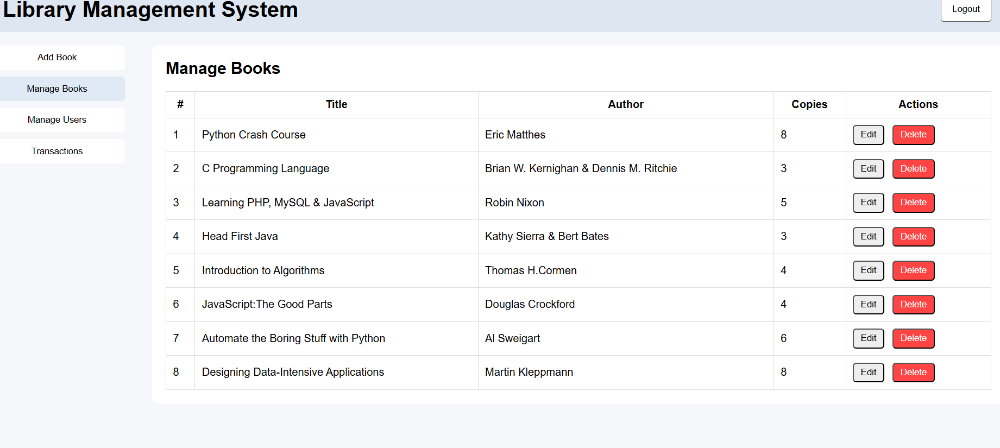 Library Management System
Logout
Add Book
Manage Books
Manage Users
Transactions
Manage Books
# Title Author Copies Actions
1 Python Crash Course Eric Matthes 8 Edit Delete
2 C Programming Language Brian W. Kernighan & Dennis M. Ritchie 3 Edit Delete
3 Learning PHP, MySQL & JavaScript Robin Nixon 5 Edit Delete
4 Head First Java Kathy Sierra & Bert Bates 3 Edit Delete
5 Introduction to Algorithms Thomas H.Cormen 4 Edit Delete
6 JavaScript:The Good Parts Douglas Crockford 4 Edit Delete
7 Automate the Boring Stuff with Python Al Sweigart 6 Edit Delete
8 Designing Data-Intensive Applications Martin Kleppmann 8 Edit Delete